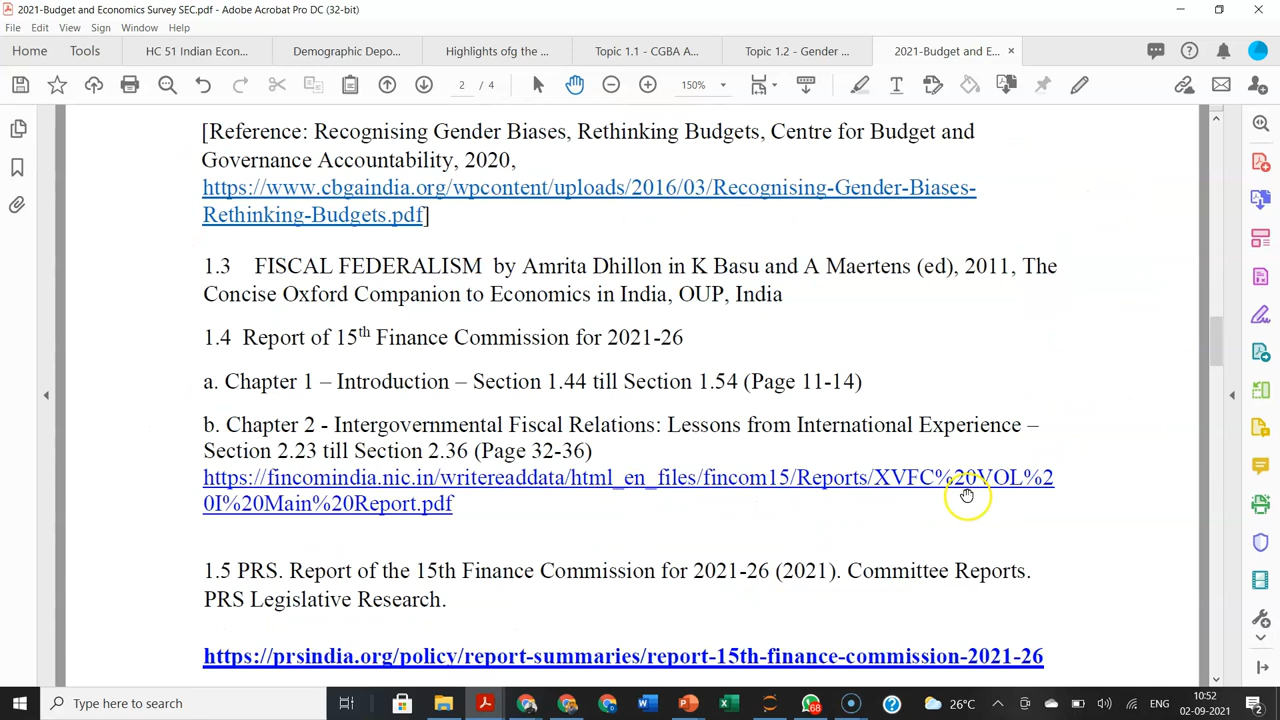 2021-Budget and Economics Survey SEC.pdf - Adobe Acrobat Pro DC (32-bit)
File Edit View Sign Window Help
Home Tools HC 51 Indian Econ... Demographic Depo... Highlights ofg the ... Topic 1.1 - CGBA A... Topic 1.2 - Gender ... 2021-Budget and E... ×
2 / 4 150%
[Reference: Recognising Gender Biases, Rethinking Budgets, Centre for Budget and
Governance Accountability, 2020,
https://www.cbgaindia.org/wpcontent/uploads/2016/03/Recognising-Gender-Biases-
Rethinking-Budgets.pdf]
1.3 FISCAL FEDERALISM by Amrita Dhillon in K Basu and A Maertens (ed), 2011, The
Concise Oxford Companion to Economics in India, OUP, India
1.4 Report of 15th Finance Commission for 2021-26
a. Chapter 1 – Introduction – Section 1.44 till Section 1.54 (Page 11-14)
b. Chapter 2 - Intergovernmental Fiscal Relations: Lessons from International Experience –
Section 2.23 till Section 2.36 (Page 32-36)
https://fincomindia.nic.in/writereaddata/html_en_files/fincom15/Reports/XVFC%20VOL%2
0I%20Main%20Report.pdf
1.5 PRS. Report of the 15th Finance Commission for 2021-26 (2021). Committee Reports.
PRS Legislative Research.
https://prsindia.org/policy/report-summaries/report-15th-finance-commission-2021-26
Type here to search
68
26°C
ENG
10:52
02-09-2021
2